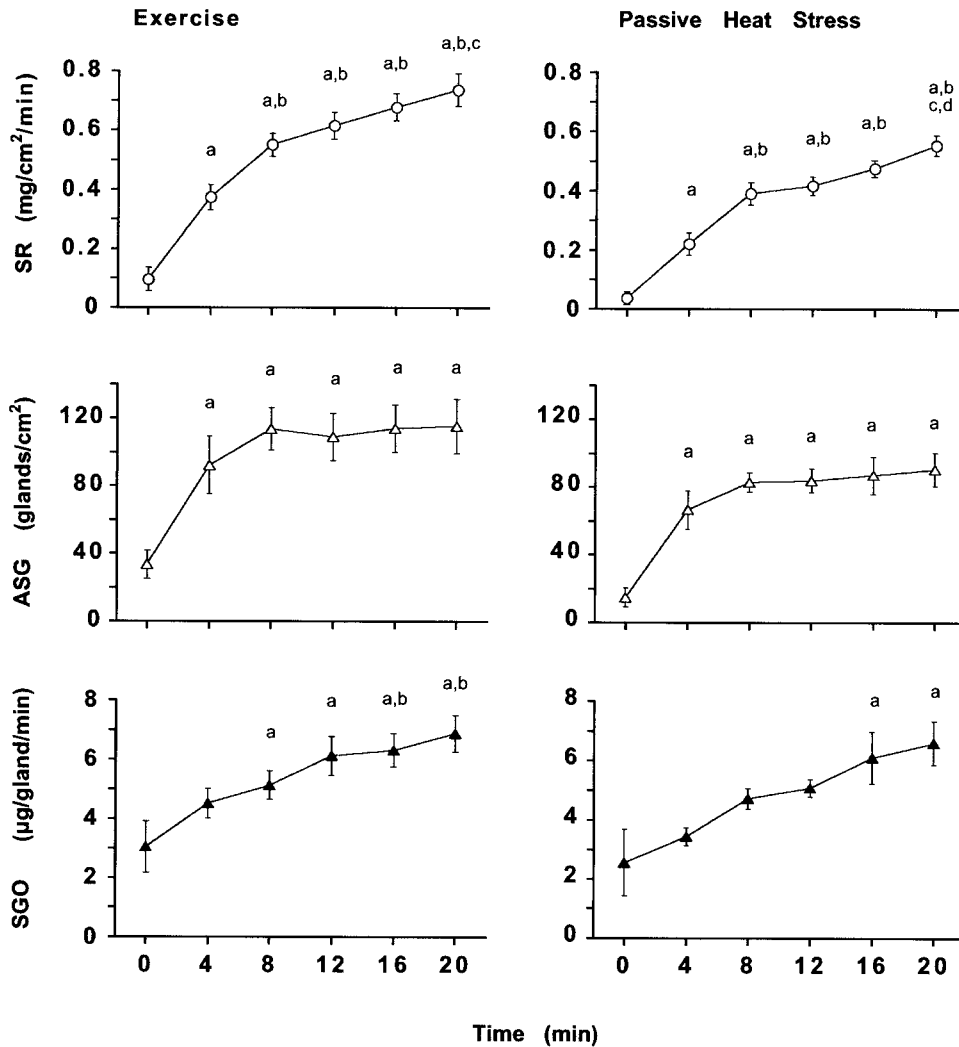 Exercise
Passive Heat Stress
SR (mg/cm²/min)
0.8
0.6
0.4
0.2
0
a
a,b
a,b
a,b
a,b,c
0.8
0.6
0.4
0.2
0
a
a,b
a,b
a,b
a,b
c,d
ASG (glands/cm²)
120
80
40
0
a
a
a
a
a
120
80
40
0
a
a
a
a
a
SGO (µg/gland/min)
8
6
4
2
0
a
a
a,b
a,b
8
6
4
2
0
a
a
0 4 8 12 16 20
0 4 8 12 16 20
Time (min)